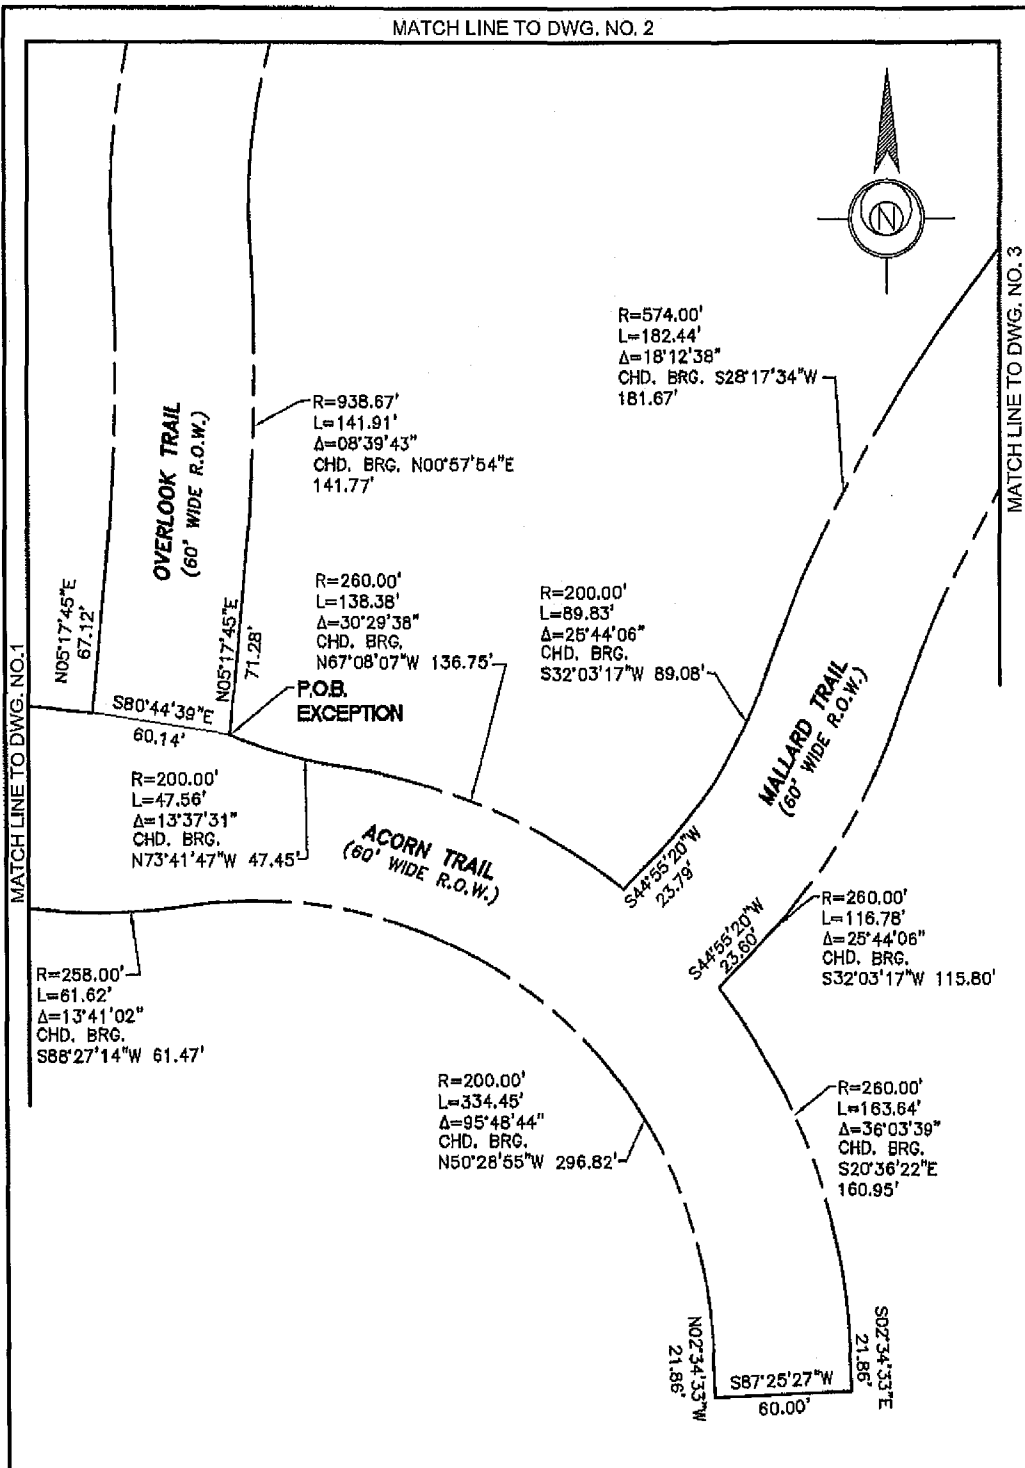 MATCH LINE TO DWG. NO. 2
N
MATCH LINE TO DWG. NO. 3
R=574.00'
L=182.44'
Δ=18°12'38"
CHD. BRG. S28°17'34"W
181.67'
R=938.67'
L=141.91'
Δ=08°39'43"
CHD. BRG. N00°57'54"E
141.77'
OVERLOOK TRAIL
(60' WIDE R.O.W.)
R=260.00'
L=138.38'
Δ=30°29'38"
CHD. BRG.
N67°08'07"W 136.75'
R=200.00'
L=89.83'
Δ=25°44'06"
CHD. BRG.
S32°03'17"W 89.08'
N05°17'45"E
67.12'
N05°17'45"E
71.28'
MATCH LINE TO DWG. NO.1
S80°44'39"E
60.14'
P.O.B.
EXCEPTION
MALLARD TRAIL
(60' WIDE R.O.W.)
R=200.00'
L=47.56'
Δ=13°37'31"
CHD. BRG.
N73°41'47"W 47.45'
ACORN TRAIL
(60' WIDE R.O.W.)
S44°55'20"W
23.79'
S44°55'20"W
23.60'
R=260.00'
L=116.78'
Δ=25°44'06"
CHD. BRG.
S32°03'17"W 115.80'
R=258.00'
L=61.62'
Δ=13°41'02"
CHD. BRG.
S88°27'14"W 61.47'
R=200.00'
L=334.45'
Δ=95°48'44"
CHD. BRG.
N50°28'55"W 296.82'
R=260.00'
L=163.64'
Δ=36°03'39"
CHD. BRG.
S20°36'22"E
160.95'
N02°34'33"W
21.86'
S87°25'27"W
60.00'
S02°34'33"E
21.86'